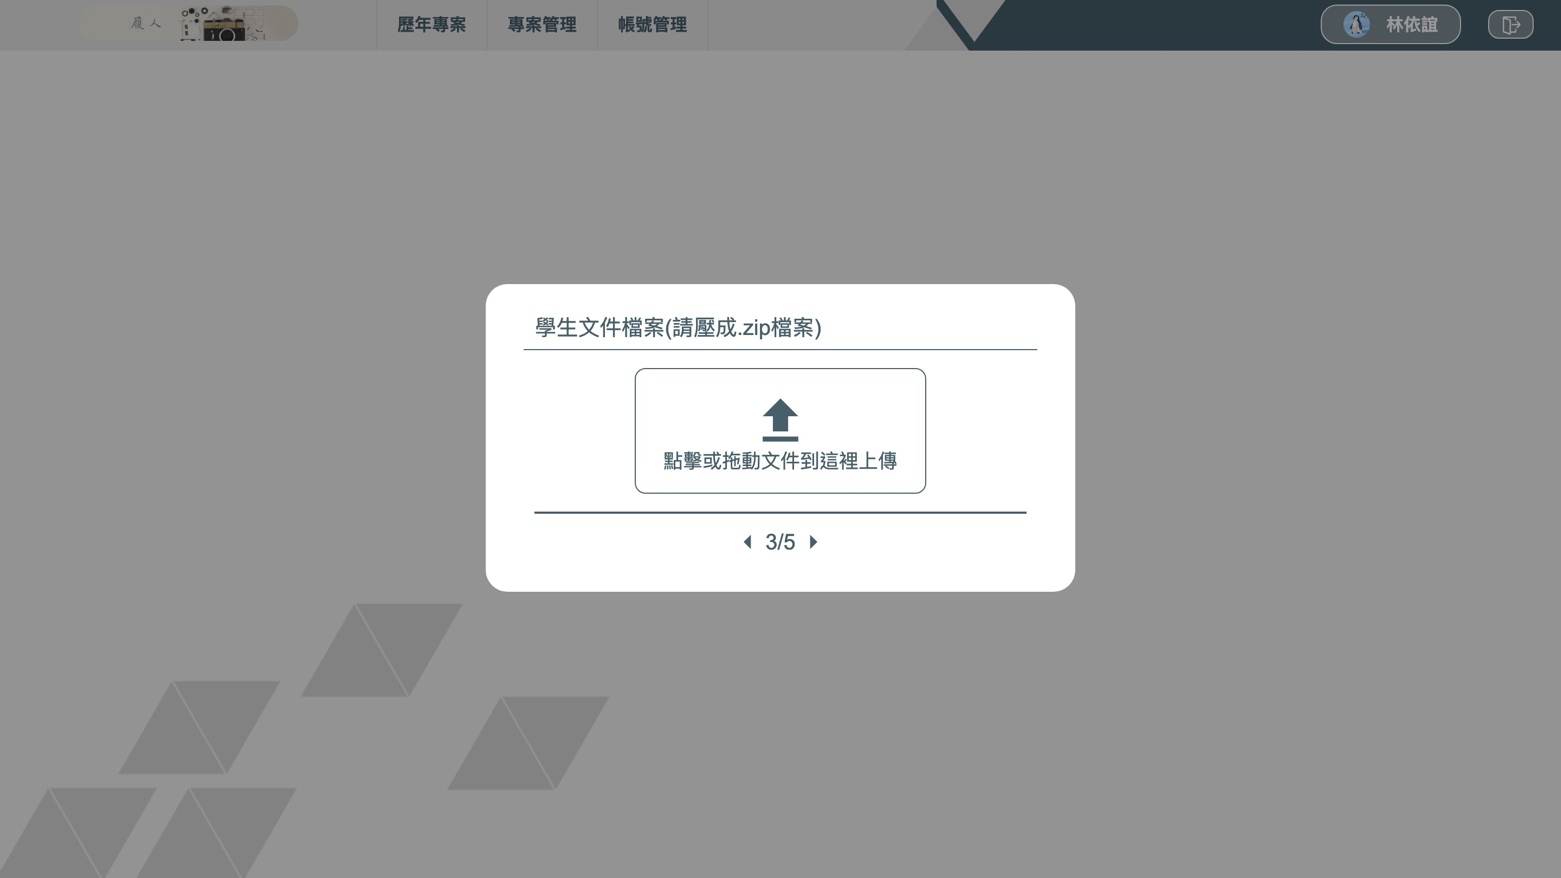 履人
歷年專案
專案管理
帳號管理
林依誼
學生文件檔案(請壓成.zip檔案)
點擊或拖動文件到這裡上傳
3/5